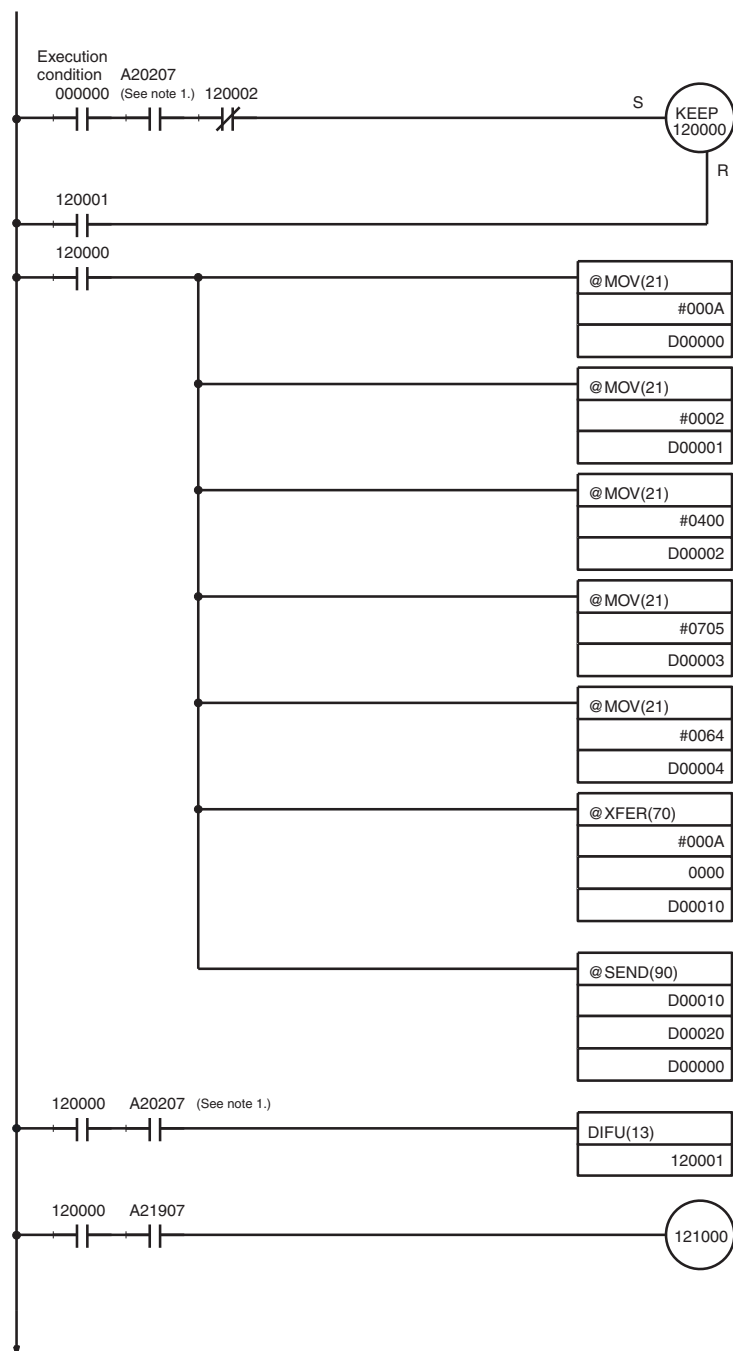 Execution
condition A20207
000000 (See note 1.) 120002
S
KEEP
120000
R
120001
120000
@MOV(21)
#000A
D00000
@MOV(21)
#0002
D00001
@MOV(21)
#0400
D00002
@MOV(21)
#0705
D00003
@MOV(21)
#0064
D00004
@XFER(70)
#000A
0000
D00010
@SEND(90)
D00010
D00020
D00000
120000 A20207 (See note 1.)
DIFU(13)
120001
120000 A21907
121000